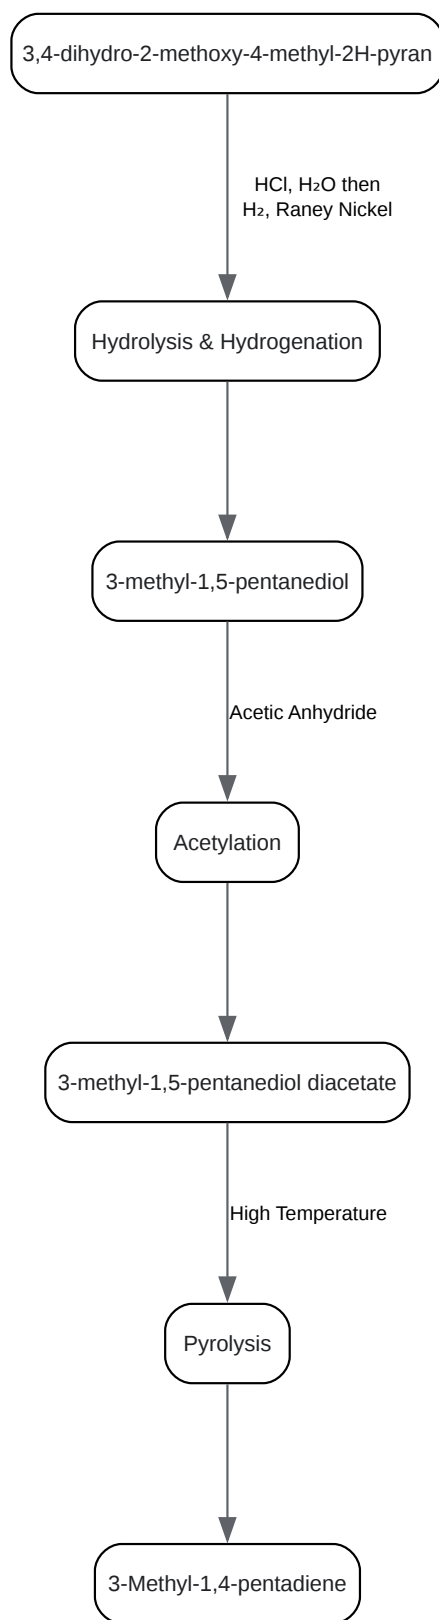 3,4-dihydro-2-methoxy-4-methyl-2H-pyran
HCl, H₂O then
H₂, Raney Nickel
Hydrolysis & Hydrogenation
3-methyl-1,5-pentanediol
Acetic Anhydride
Acetylation
3-methyl-1,5-pentanediol diacetate
High Temperature
Pyrolysis
3-Methyl-1,4-pentadiene